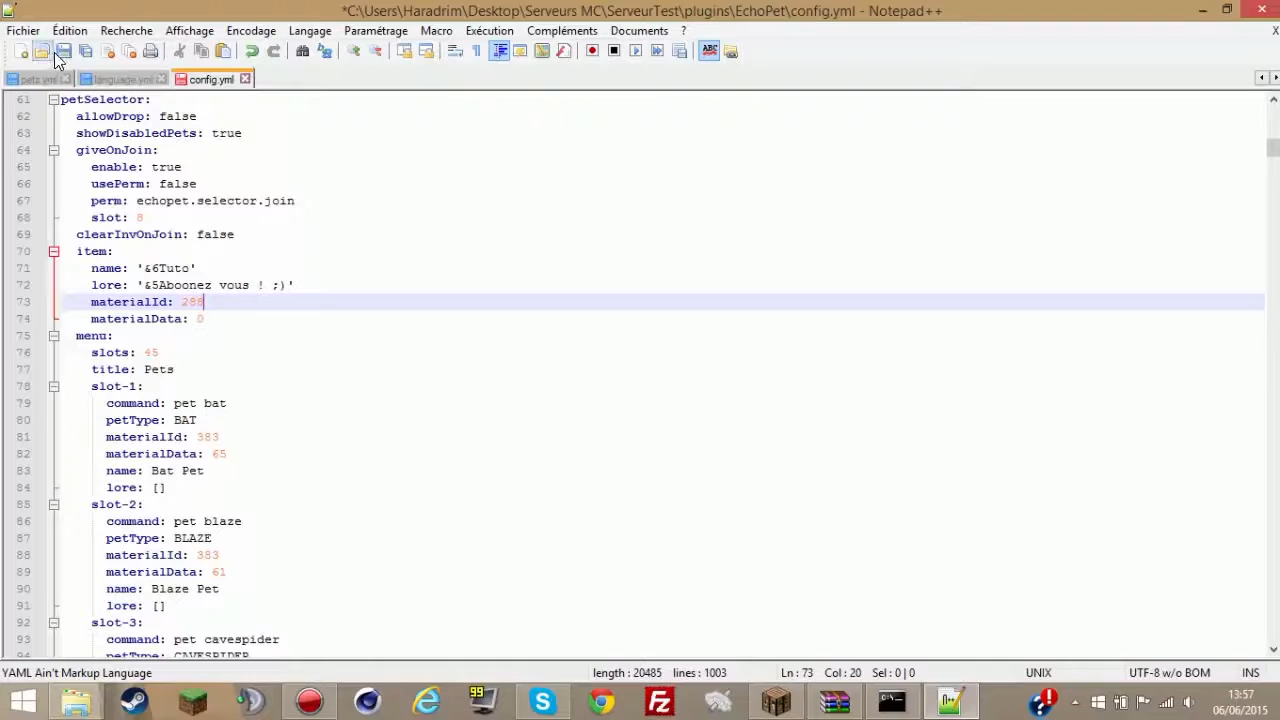 *C:\Users\Haradrim\Desktop\Serveurs MC\ServeurTest\plugins\EchoPet\config.yml - Notepad++
Fichier Édition Recherche Affichage Encodage Langage Paramétrage Macro Exécution Compléments Documents ?
pets.yml language.yml config.yml
61 petSelector:
62 allowDrop: false
63 showDisabledPets: true
64 giveOnJoin:
65 enable: true
66 usePerm: false
67 perm: echopet.selector.join
68 slot: 8
69 clearInvOnJoin: false
70 item:
71 name: '&6Tuto'
72 lore: '&5Aboonez vous ! ;)'
73 materialId: 288
74 materialData: 0
75 menu:
76 slots: 45
77 title: Pets
78 slot-1:
79 command: pet bat
80 petType: BAT
81 materialId: 383
82 materialData: 65
83 name: Bat Pet
84 lore: []
85 slot-2:
86 command: pet blaze
87 petType: BLAZE
88 materialId: 383
89 materialData: 61
90 name: Blaze Pet
91 lore: []
92 slot-3:
93 command: pet cavespider
94 petType: CAVESPIDER
YAML Ain't Markup Language length : 20485 lines : 1003 Ln : 73 Col : 20 Sel : 0 | 0 UNIX UTF-8 w/o BOM INS
99
13:57
06/06/2015